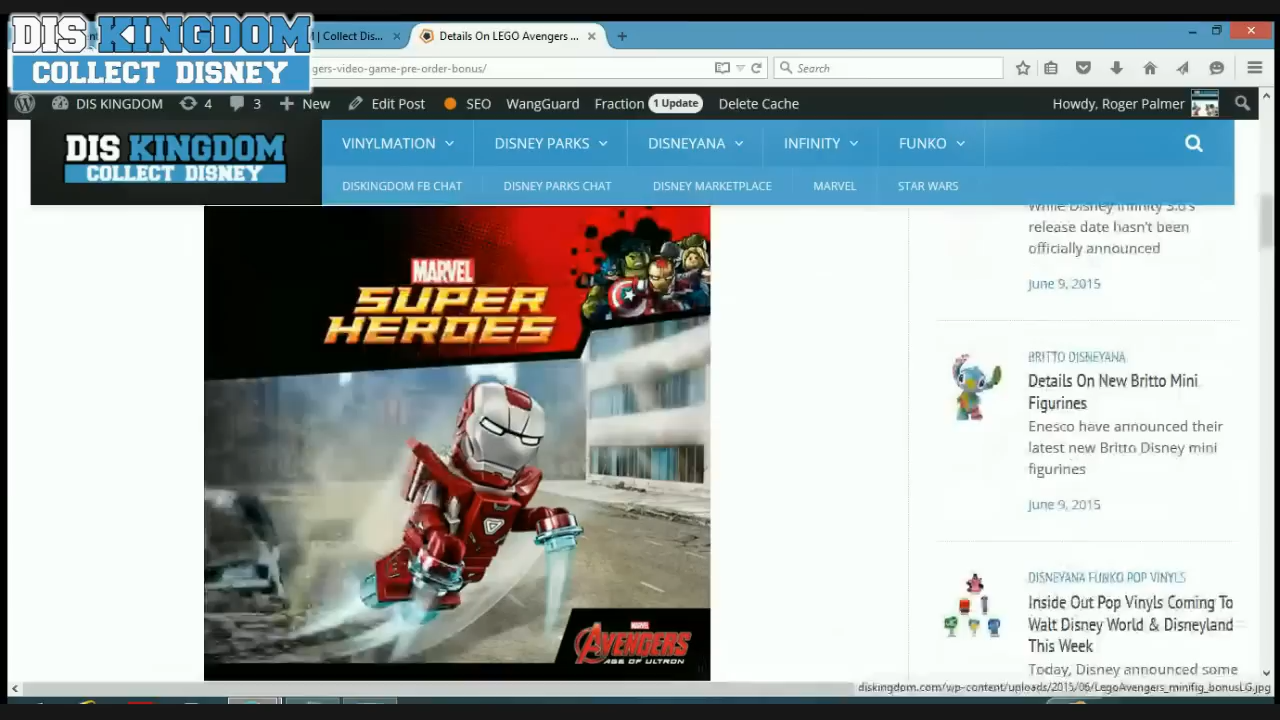 DIS KINGDOM
COLLECT DISNEY
| Collect Dis...
Details On LEGO Avengers ...
gers-video-game-pre-order-bonus/
Search
DIS KINGDOM
4
3
New
Edit Post
SEO
WangGuard
Fraction
1 Update
Delete Cache
Howdy, Roger Palmer
DIS KINGDOM
COLLECT DISNEY
VINYLMATION
DISNEY PARKS
DISNEYANA
INFINITY
FUNKO
DISKINGDOM FB CHAT
DISNEY PARKS CHAT
DISNEY MARKETPLACE
MARVEL
STAR WARS
MARVEL
SUPER
HEROES
MARVEL
AVENGERS
AGE OF ULTRON
While Disney Infinity 3.0's
release date hasn't been
officially announced
June 9, 2015
BRITTO DISNEYANA
Details On New Britto Mini
Figurines
Enesco have announced their
latest new Britto Disney mini
figurines
June 9, 2015
DISNEYANA FUNKO POP VINYLS
Inside Out Pop Vinyls Coming To
Walt Disney World & Disneyland
This Week
Today, Disney announced some
diskingdom.com/wp-content/uploads/2015/06/LegoAvengers_minifig_bonusLG.jpg